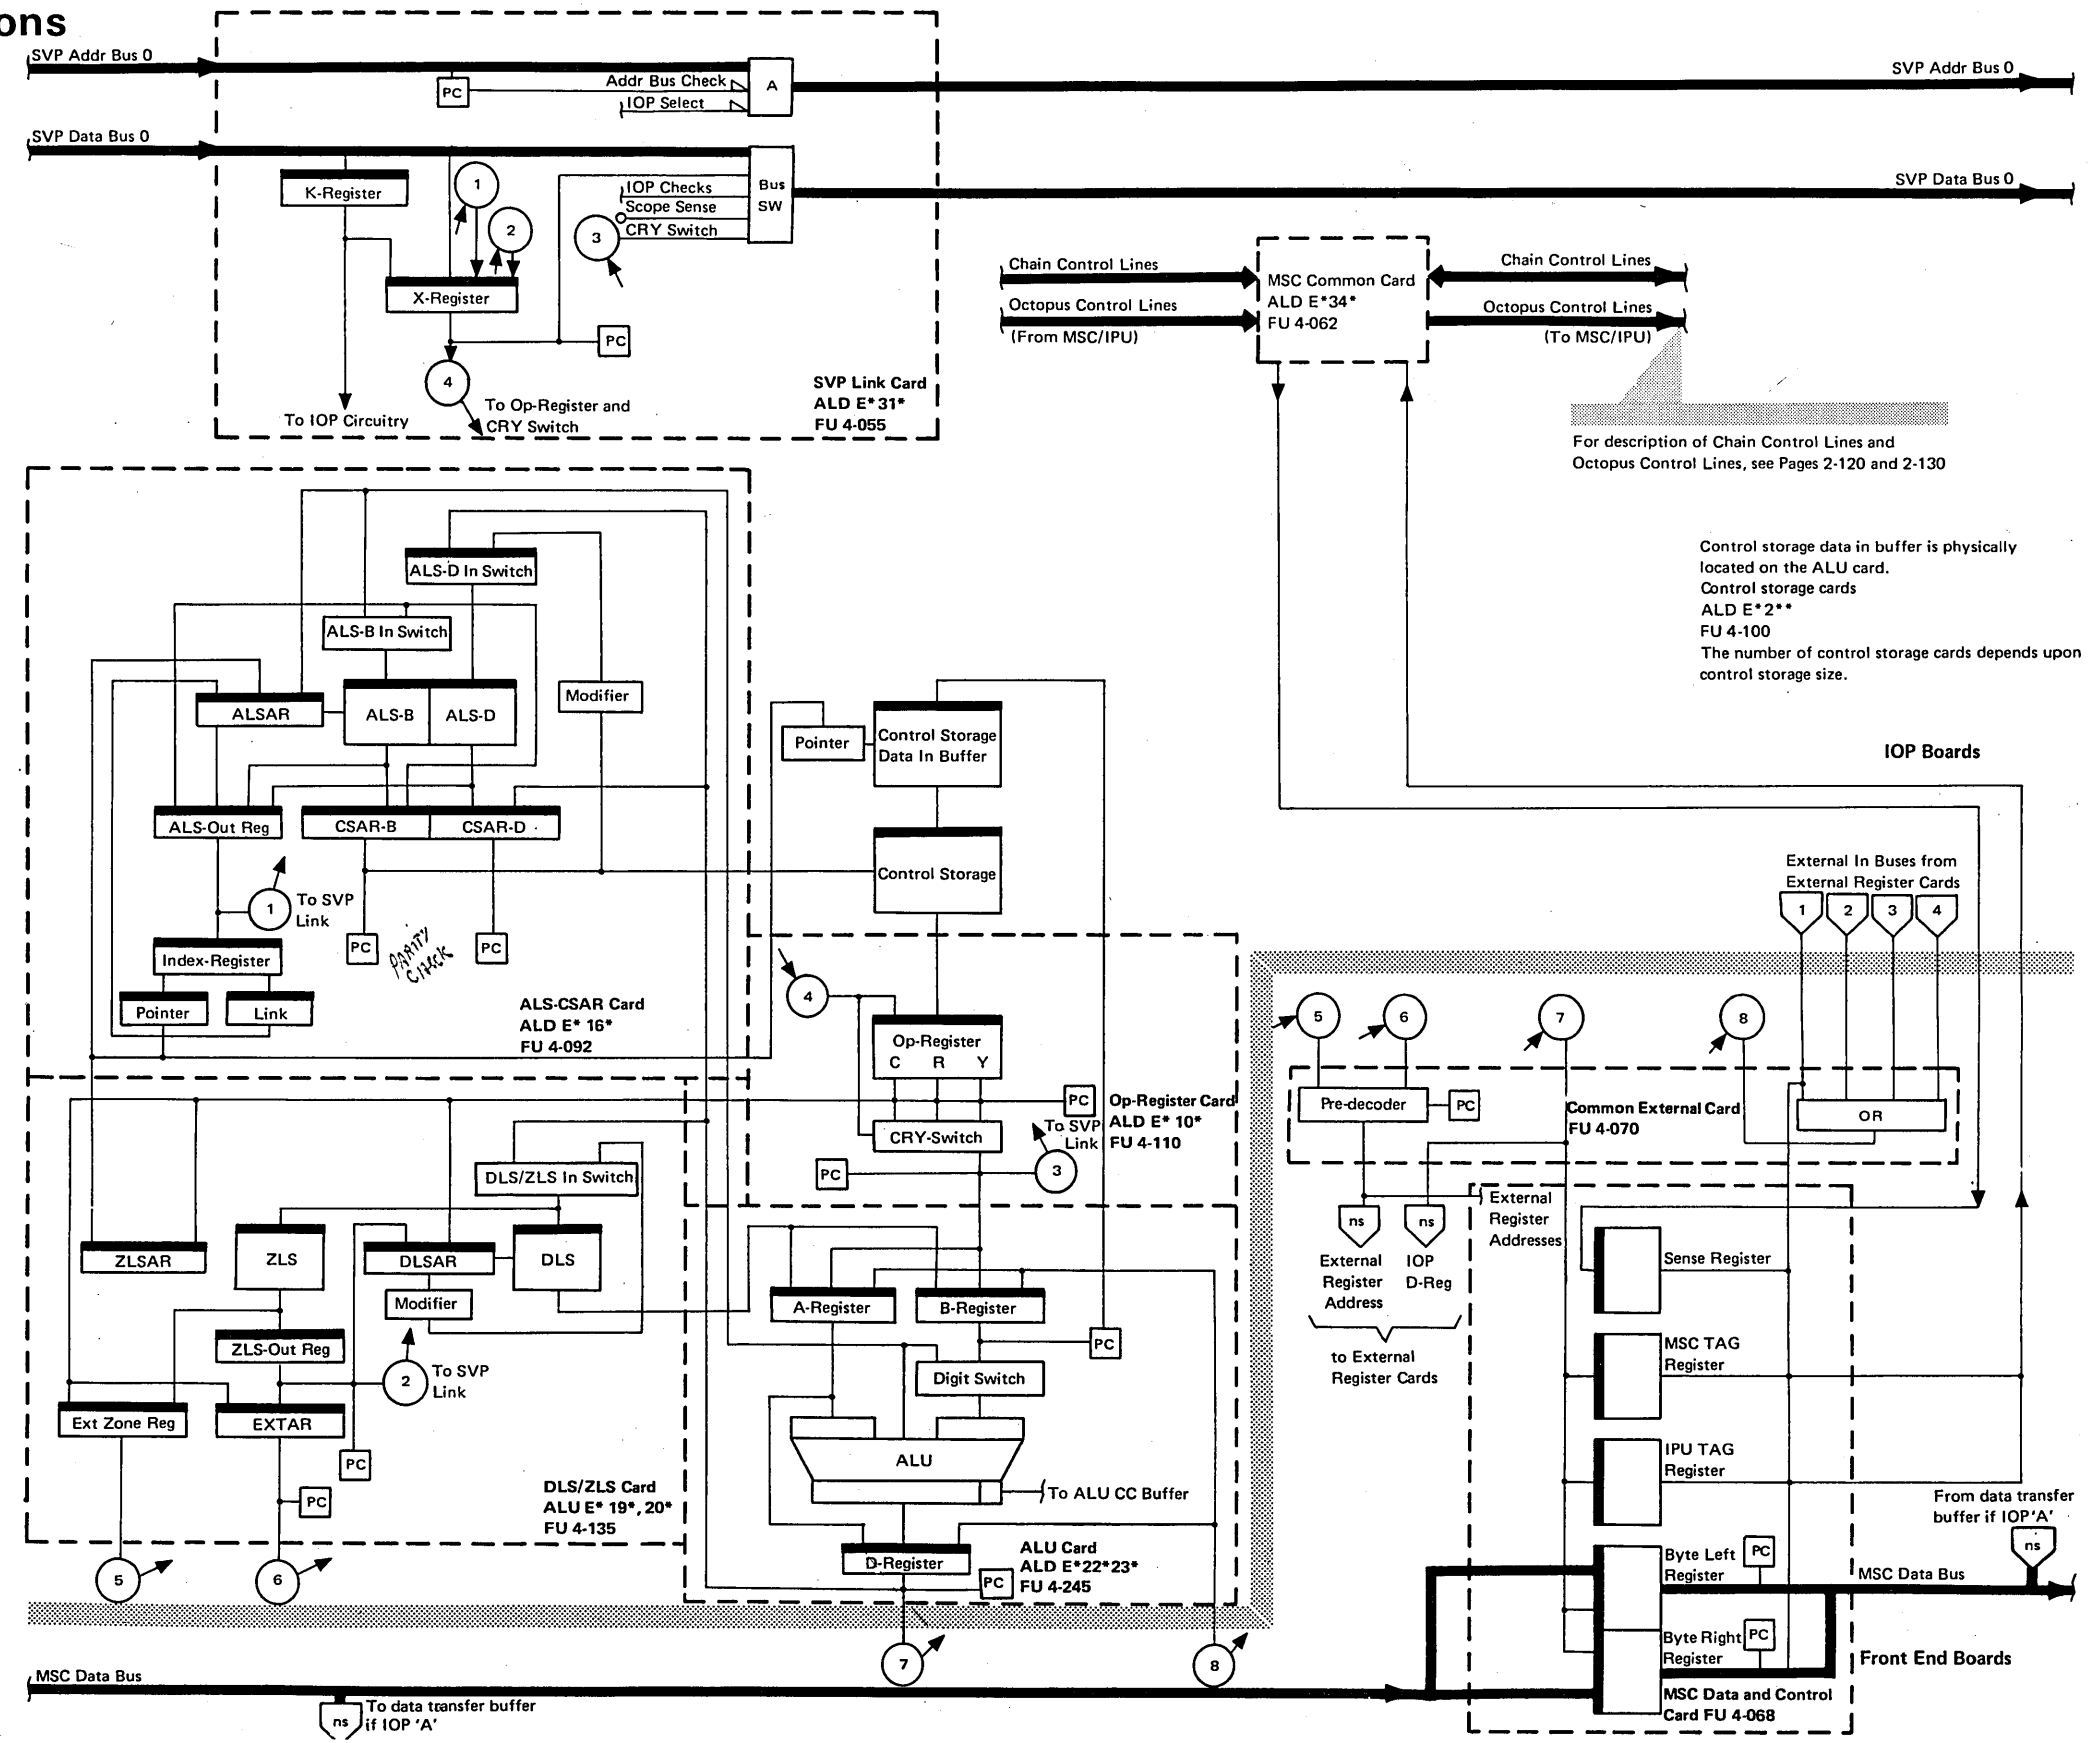 ons
SVP Addr Bus 0
PC
Addr Bus Check
IOP Select
A
SVP Addr Bus 0
SVP Data Bus 0
K-Register
1
2
3
IOP Checks
Scope Sense
CRY Switch
Bus
SW
SVP Data Bus 0
X-Register
PC
4
To IOP Circuitry
To Op-Register and
CRY Switch
SVP Link Card
ALD E*31*
FU 4-055
Chain Control Lines
Octopus Control Lines
(From MSC/IPU)
MSC Common Card
ALD E*34*
FU 4-062
Chain Control Lines
Octopus Control Lines
(To MSC/IPU)
For description of Chain Control Lines and
Octopus Control Lines, see Pages 2-120 and 2-130
Control storage data in buffer is physically
located on the ALU card.
Control storage cards
ALD E*2**
FU 4-100
The number of control storage cards depends upon
control storage size.
IOP Boards
ALS-D In Switch
ALS-B In Switch
ALSAR
ALS-B
ALS-D
Modifier
ALS-Out Reg
CSAR-B
CSAR-D
1
To SVP
Link
PC
PARITY
CHECK
PC
Index-Register
Pointer
Link
ALS-CSAR Card
ALD E* 16*
FU 4-092
Pointer
Control Storage
Data In Buffer
Control Storage
4
Op-Register
C R Y
PC
Op-Register Card
ALD E* 10*
FU 4-110
CRY-Switch
To SVP
Link
PC
3
External In Buses from
External Register Cards
1
2
3
4
5
6
7
8
Pre-decoder
PC
Common External Card
FU 4-070
OR
ns
ns
External
Register
Addresses
External
Register
Address
IOP
D-Reg
to External
Register Cards
DLS/ZLS In Switch
ZLSAR
ZLS
DLSAR
DLS
Modifier
ZLS-Out Reg
2
To SVP
Link
Ext Zone Reg
EXTAR
PC
PC
DLS/ZLS Card
ALU E* 19*, 20*
FU 4-135
5
6
A-Register
B-Register
PC
Digit Switch
ALU
To ALU CC Buffer
D-Register
PC
ALU Card
ALD E*22*23*
FU 4-245
7
8
Sense Register
MSC TAG
Register
IPU TAG
Register
From data transfer
buffer if IOP 'A'
ns
Byte Left
Register
PC
MSC Data Bus
Byte Right
Register
PC
Front End Boards
MSC Data and Control
Card FU 4-068
MSC Data Bus
ns
To data transfer buffer
if IOP 'A'